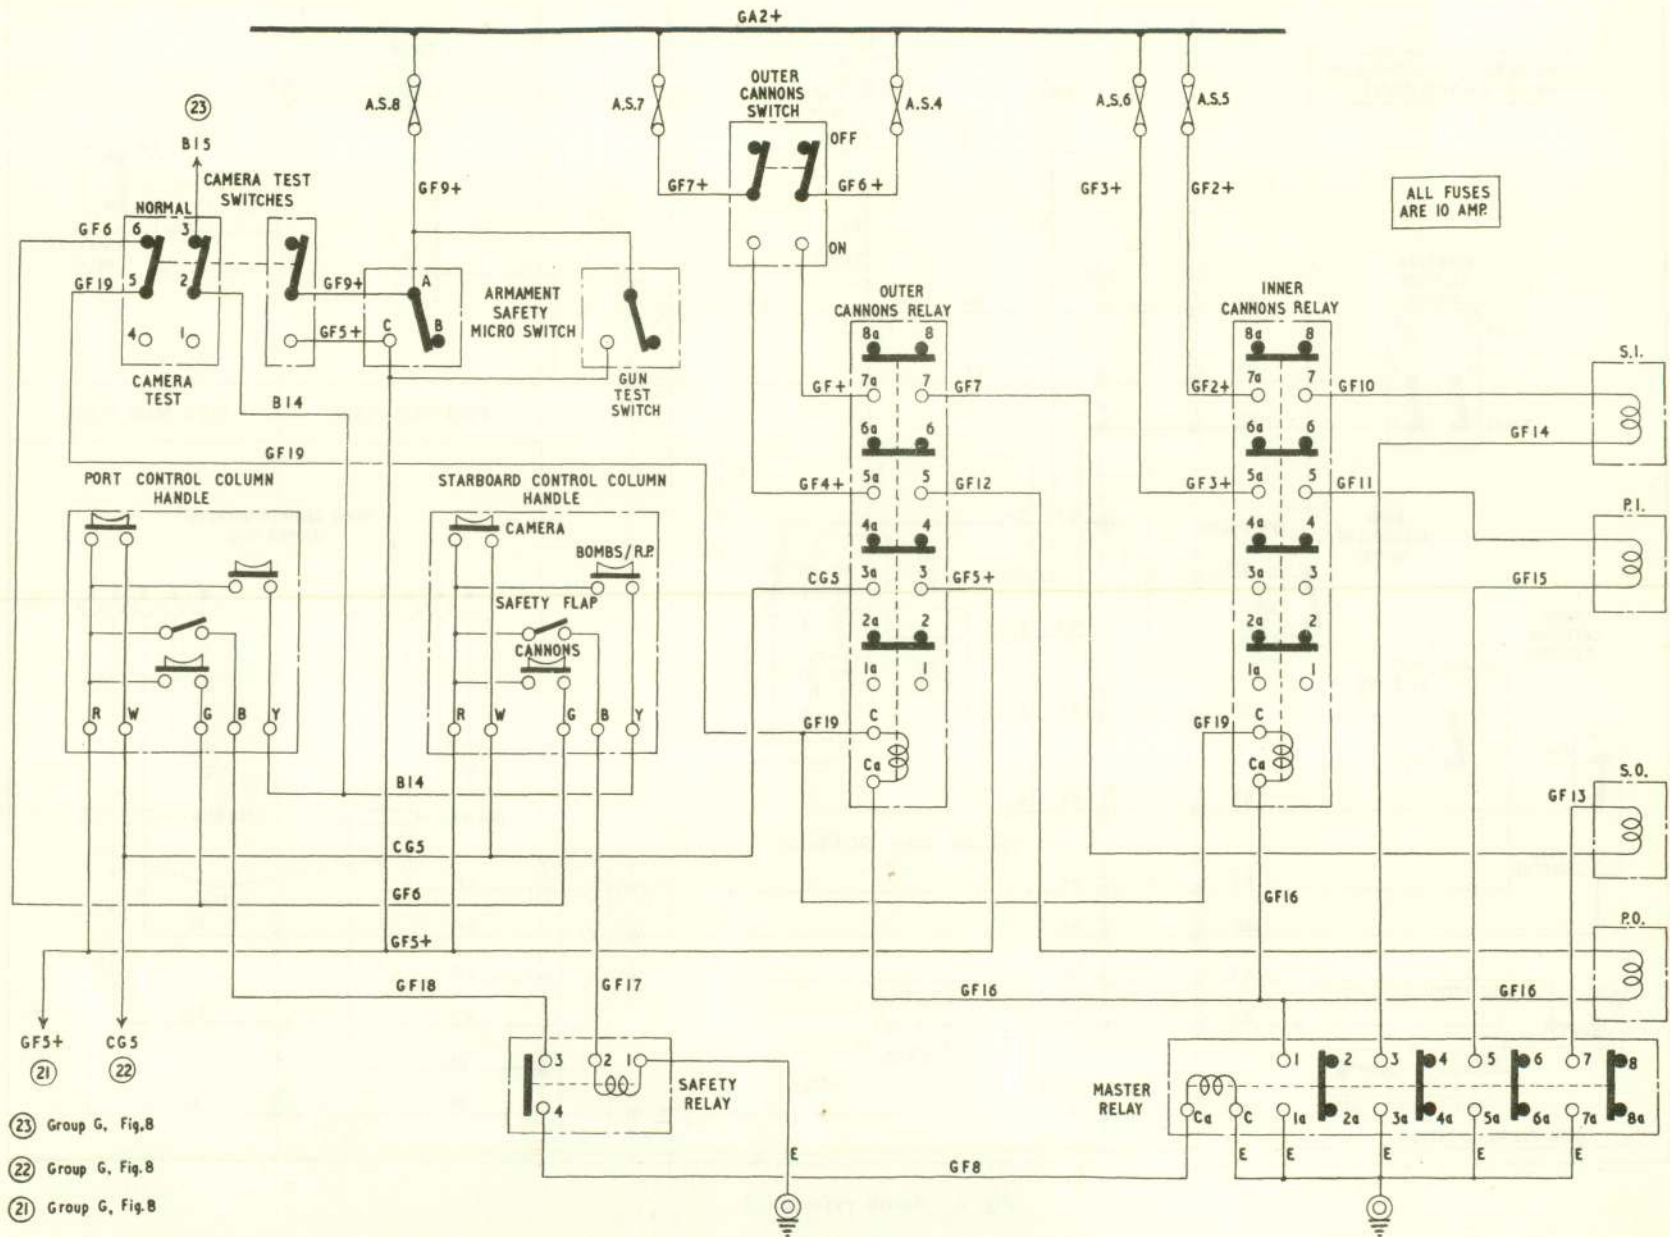 GA2+
A.S.8
A.S.7
OUTER
CANNONS
SWITCH
A.S.4
A.S.6
A.S.5
OFF
ON
23
B15
CAMERA TEST
SWITCHES
NORMAL
GF6
6
3
GF19
5
2
4
1
CAMERA
TEST
GF9+
GF9+
GF5+
A
B
C
ARMAMENT
SAFETY
MICRO SWITCH
GUN
TEST
SWITCH
GF7+
GF6+
GF3+
GF2+
ALL FUSES
ARE 10 AMP.
B14
GF19
OUTER
CANNONS RELAY
8a 8
GF+ 7a 7 GF7
6a 6
GF4+ 5a 5 GF12
4a 4
CG5 3a 3 GF5+
2a 2
1a 1
GF19 C
Ca
INNER
CANNONS RELAY
8a 8
GF2+ 7a 7 GF10
6a 6
GF3+ 5a 5 GF11
4a 4
3a 3
2a 2
1a 1
GF19 C
Ca
S.I.
GF14
P.I.
GF15
S.O.
GF13
P.O.
GF16
PORT CONTROL COLUMN
HANDLE
R W G B Y
STARBOARD CONTROL COLUMN
HANDLE
CAMERA
BOMBS/R.P.
SAFETY FLAP
CANNONS
R W G B Y
B14
CG5
GF6
GF5+
GF18
GF17
GF16
GF16
GF5+
21
CG5
22
3 2 1
4
SAFETY
RELAY
E
GF8
MASTER
RELAY
1 2 3 4 5 6 7 8
Ca C 1a 2a 3a 4a 5a 6a 7a 8a
E E E E E
23 Group G, Fig.8
22 Group G, Fig.8
21 Group G, Fig.8